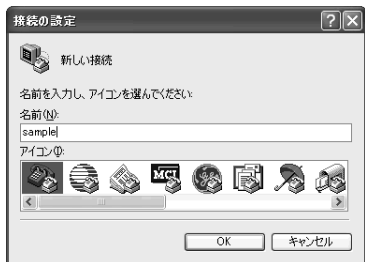 接続の設定
新しい接続
名前を入力し、アイコンを選んでください:
名前(N):
sample
アイコン(I):
MCI
OK
キャンセル